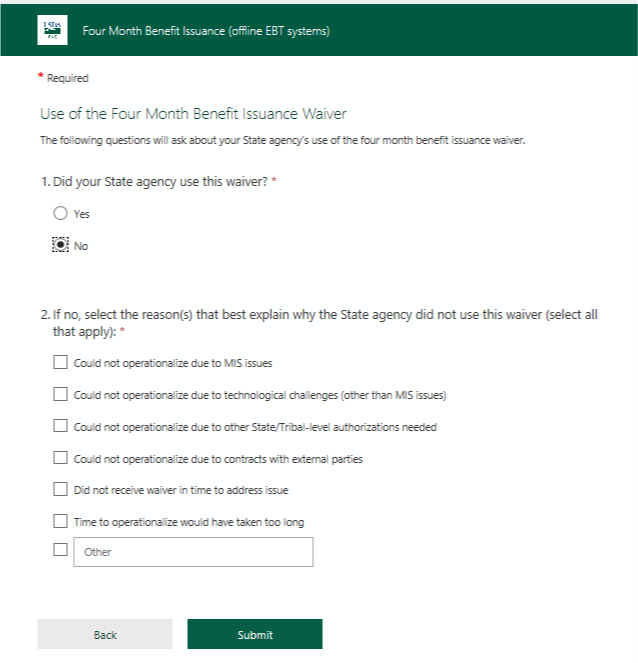 Four Month Benefit Issuance (offline EBT systems)
* Required
Use of the Four Month Benefit Issuance Waiver
The following questions will ask about your State agency's use of the four month benefit issuance waiver.
1. Did your State agency use this waiver? *
Yes
No
2. If no, select the reason(s) that best explain why the State agency did not use this waiver (select all
that apply): *
Could not operationalize due to MIS issues
Could not operationalize due to technological challenges (other than MIS issues)
Could not operationalize due to other State/Tribal-level authorizations needed
Could not operationalize due to contracts with external parties
Did not receive waiver in time to address issue
Time to operationalize would have taken too long
Other
Back Submit